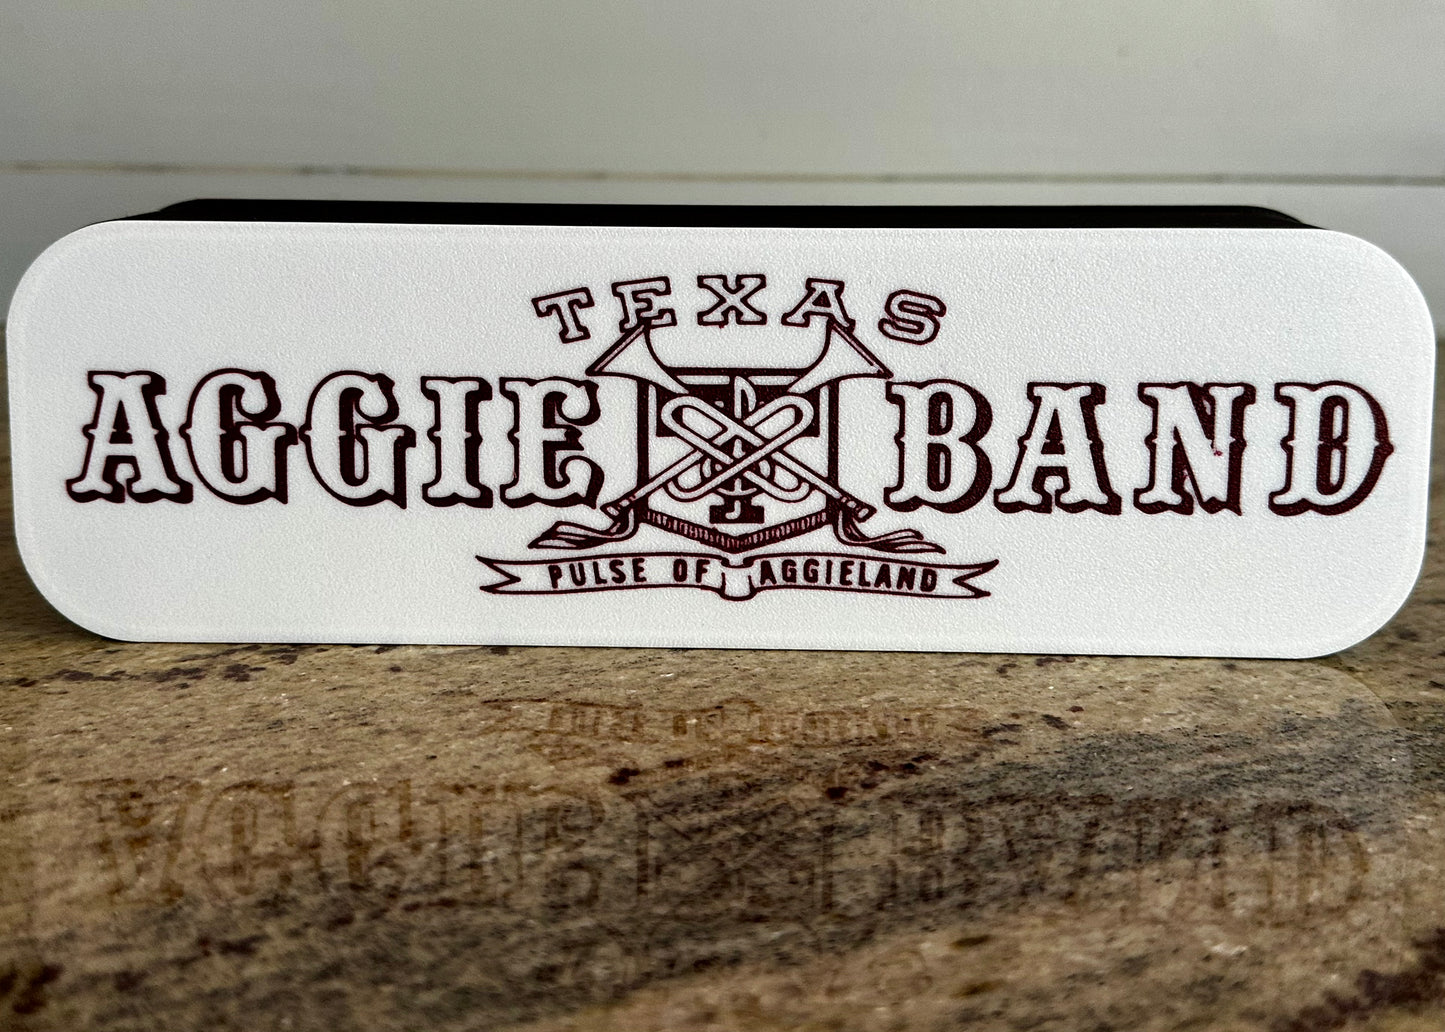 TEXAS
AGGIE BAND
PULSE OF AGGIELAND